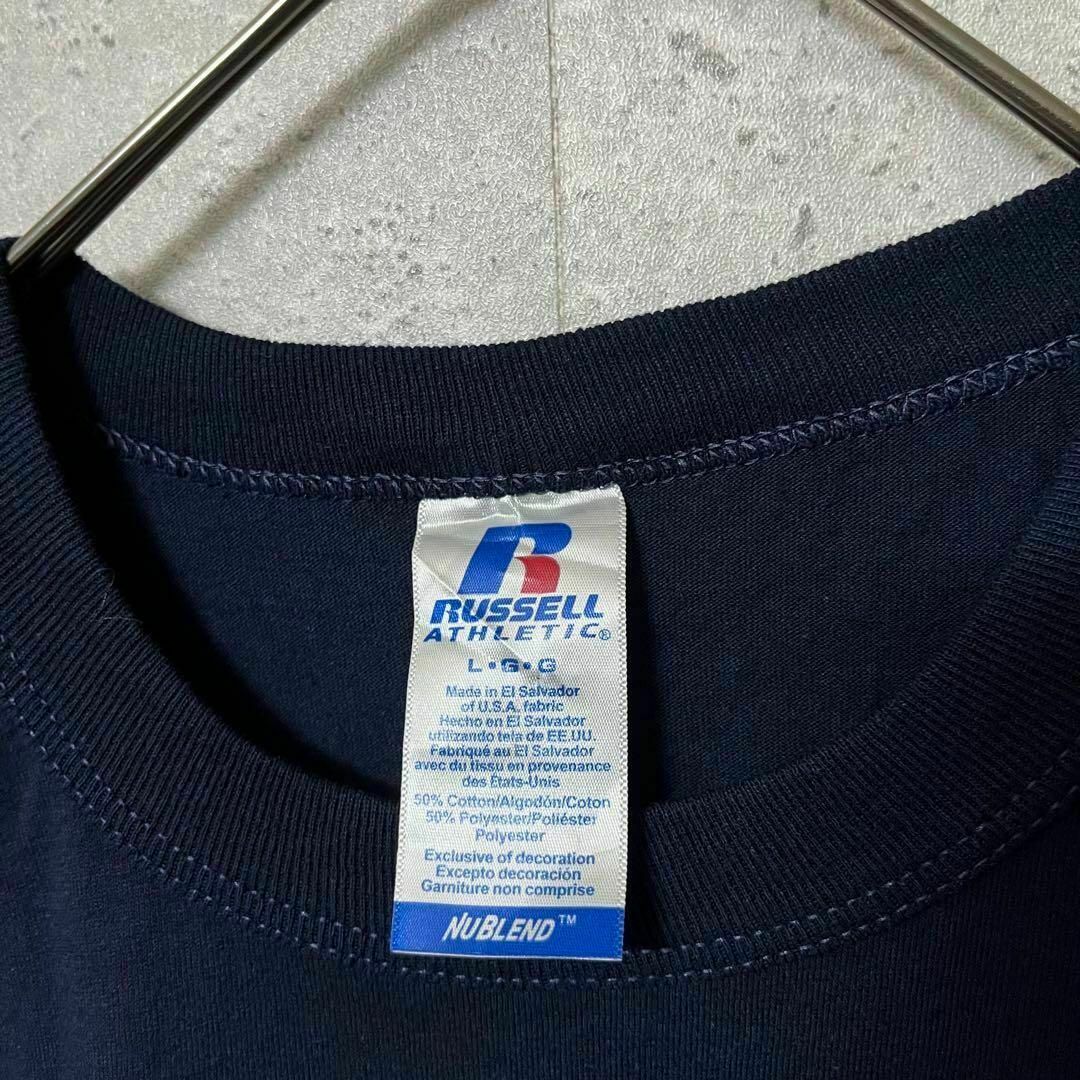 R
RUSSELL
ATHLETIC®
L•G•G
Made in El Salvador
of U.S.A. fabric
Hecho en El Salvador
utilizando tela de EE.UU.
Fabriqué au El Salvador
avec du tissu en provenance
des États-Unis
50% Cotton/Algodón/Coton
50% Polyester/Poliéster
Polyester
Exclusive of decoration
Excepto decoración
Garniture non comprise
NUBLEND™